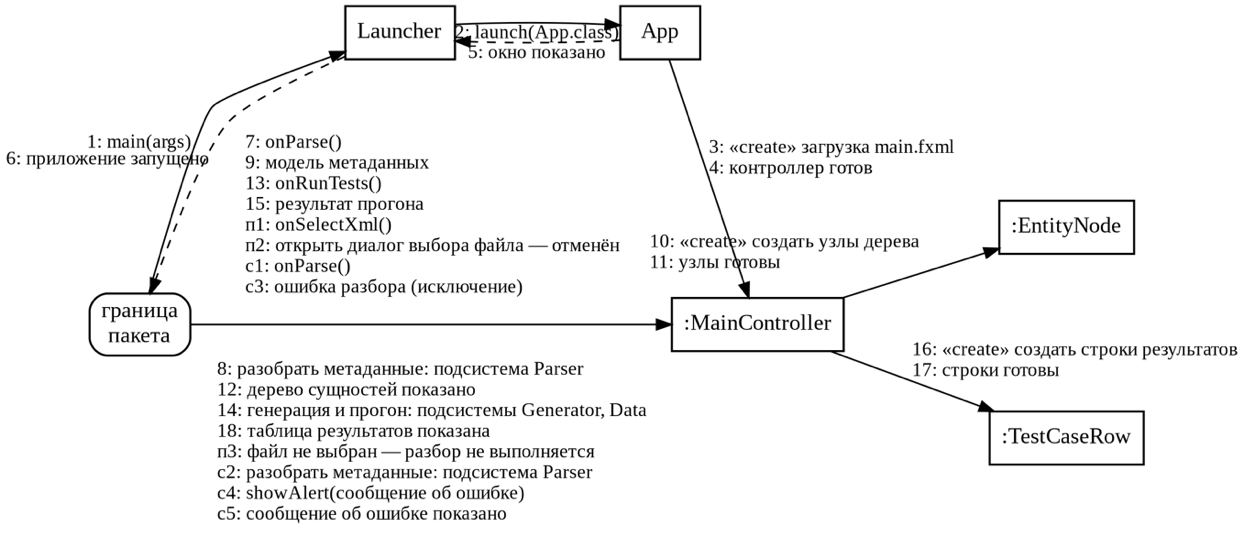 Launcher
App
2: launch(App.class)
5: окно показано
1: main(args)
6: приложение запущено
7: onParse()
9: модель метаданных
13: onRunTests()
15: результат прогона
п1: onSelectXml()
п2: открыть диалог выбора файла — отменён
с1: onParse()
с3: ошибка разбора (исключение)
3: «create» загрузка main.fxml
4: контроллер готов
:EntityNode
10: «create» создать узлы дерева
11: узлы готовы
граница
пакета
:MainController
16: «create» создать строки результатов
17: строки готовы
8: разобрать метаданные: подсистема Parser
12: дерево сущностей показано
14: генерация и прогон: подсистемы Generator, Data
18: таблица результатов показана
п3: файл не выбран — разбор не выполняется
с2: разобрать метаданные: подсистема Parser
с4: showAlert(сообщение об ошибке)
с5: сообщение об ошибке показано
:TestCaseRow